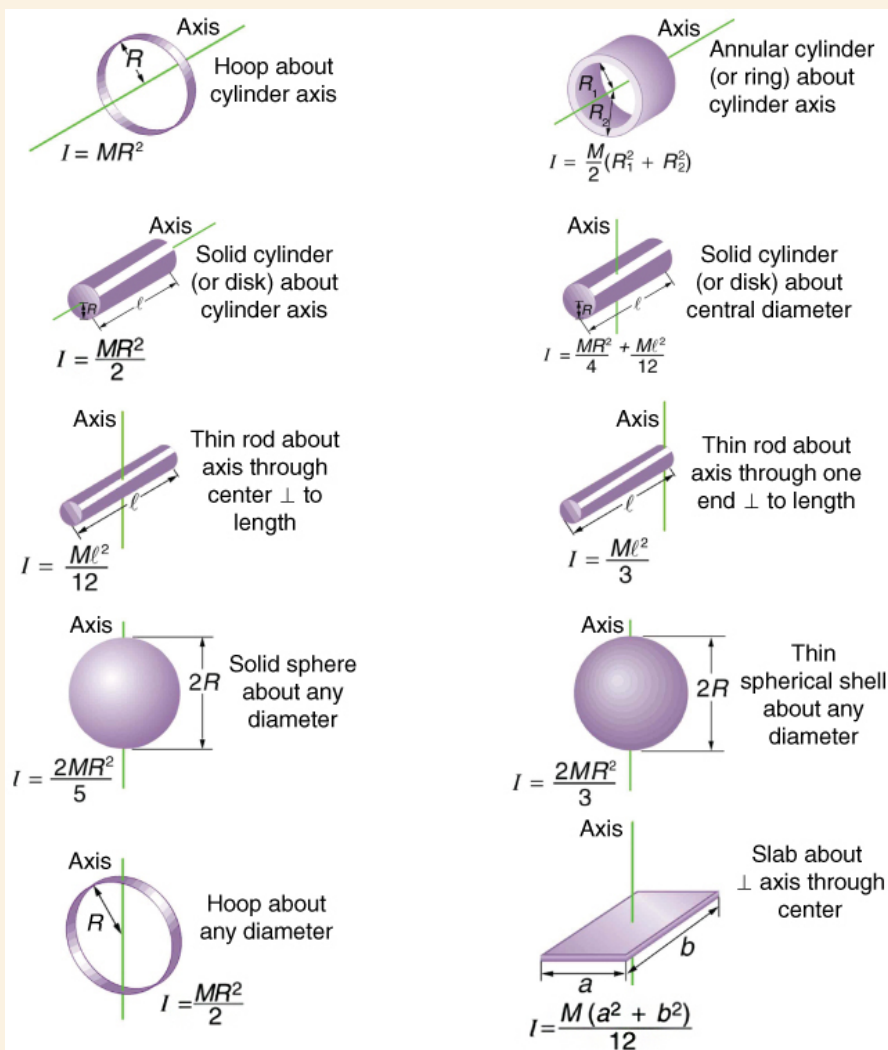 Axis
R
Hoop about
cylinder axis
I = MR²
Axis
R₁
R₂
Annular cylinder
(or ring) about
cylinder axis
I = M/2 (R₁² + R₂²)
Axis
Solid cylinder
(or disk) about
cylinder axis
R
ℓ
I = MR²/2
Axis
Solid cylinder
(or disk) about
central diameter
R
ℓ
I = MR²/4 + Mℓ²/12
Axis
Thin rod about
axis through
center ⊥ to
length
ℓ
I = Mℓ²/12
Axis
Thin rod about
axis through one
end ⊥ to length
ℓ
I = Mℓ²/3
Axis
2R
Solid sphere
about any
diameter
I = 2MR²/5
Axis
2R
Thin
spherical shell
about any
diameter
I = 2MR²/3
Axis
R
Hoop about
any diameter
I = MR²/2
Axis
Slab about
⊥ axis through
center
a
b
I = M (a² + b²)/12